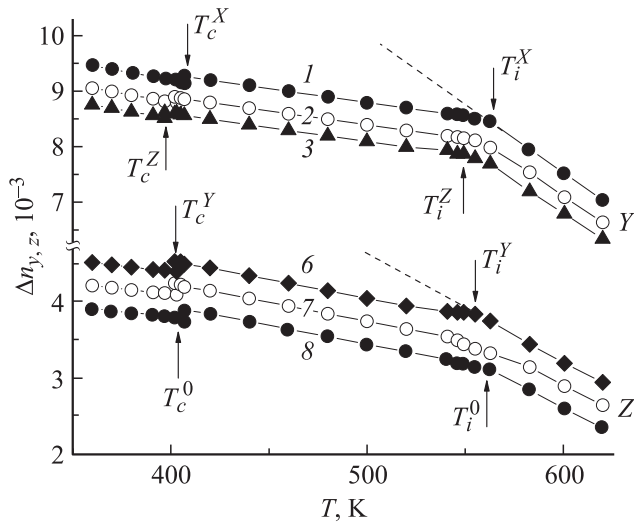 10
9
8
7
4
3
2
Δn_{y, z}, 10^{–3}
T_c^X
1
T_i^X
2
3
T_c^Z
T_i^Z
Y
T_c^Y
6
T_i^Y
7
8
T_c^0
T_i^0
Z
400
500
600
T, K